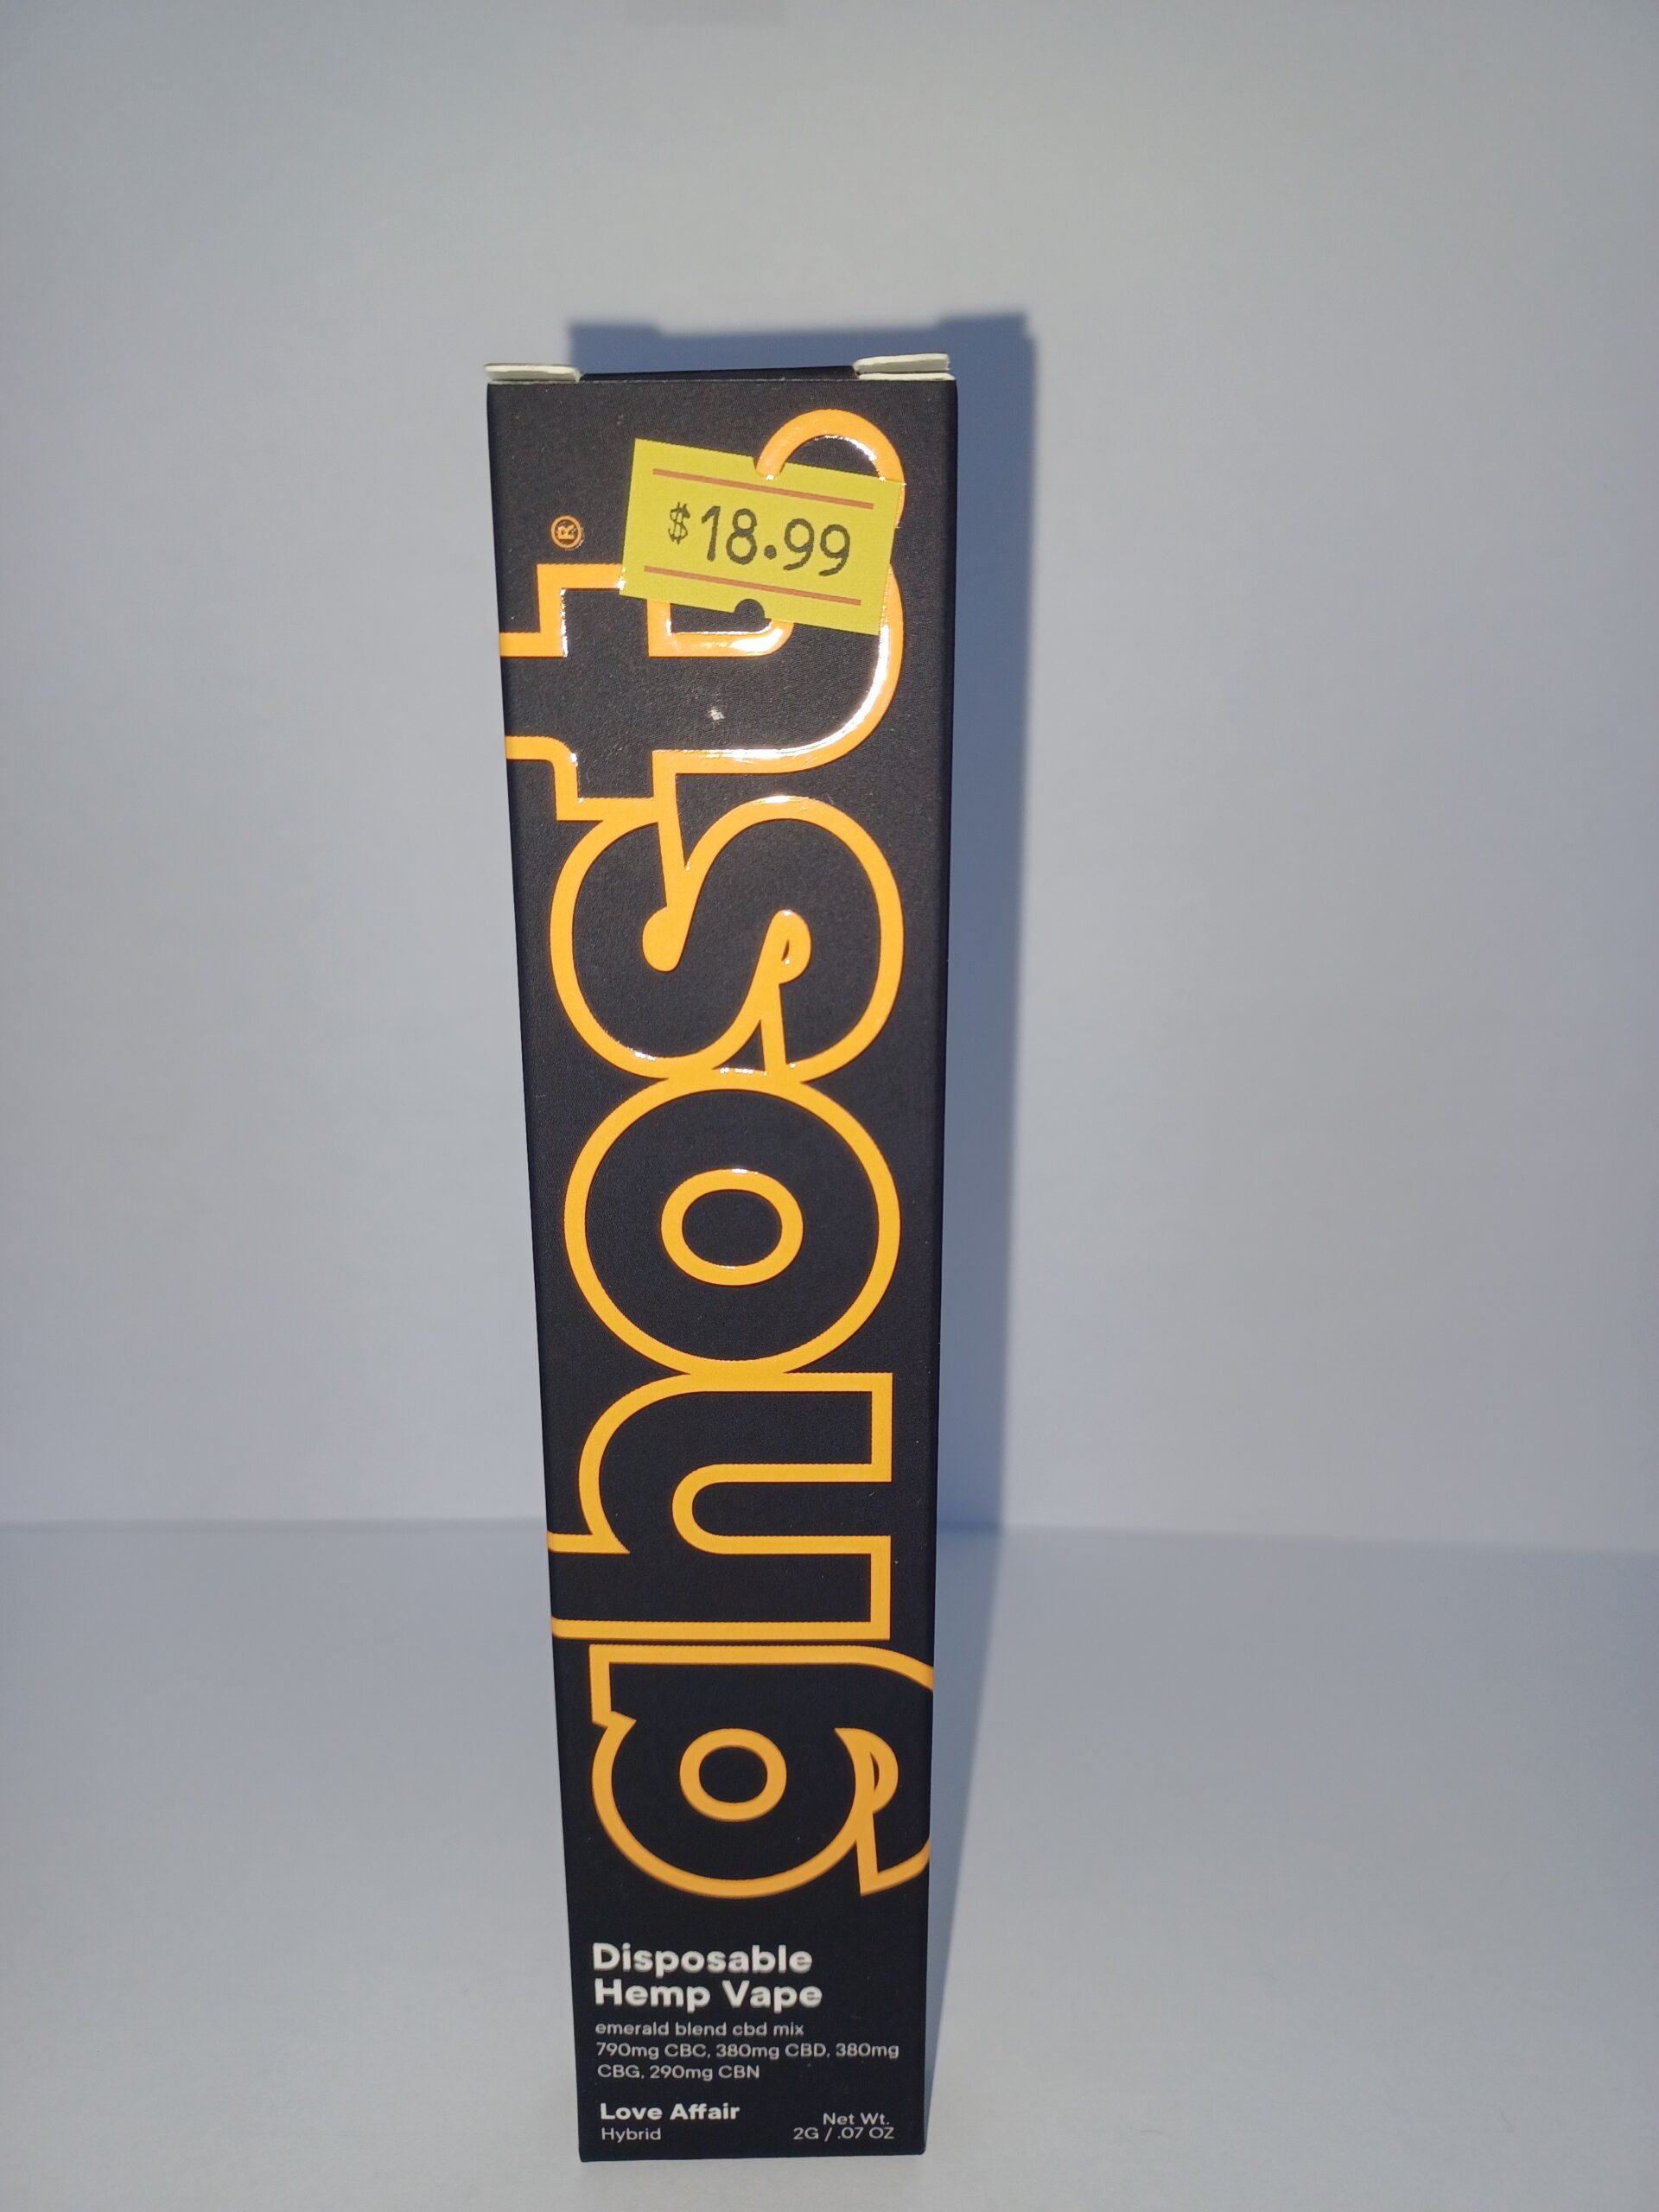 $18.99
ghost®
Disposable
Hemp Vape
emerald blend cbd mix
790mg CBC, 380mg CBD, 380mg
CBG, 290mg CBN
Love Affair
Hybrid
Net Wt.
2G / .07 OZ